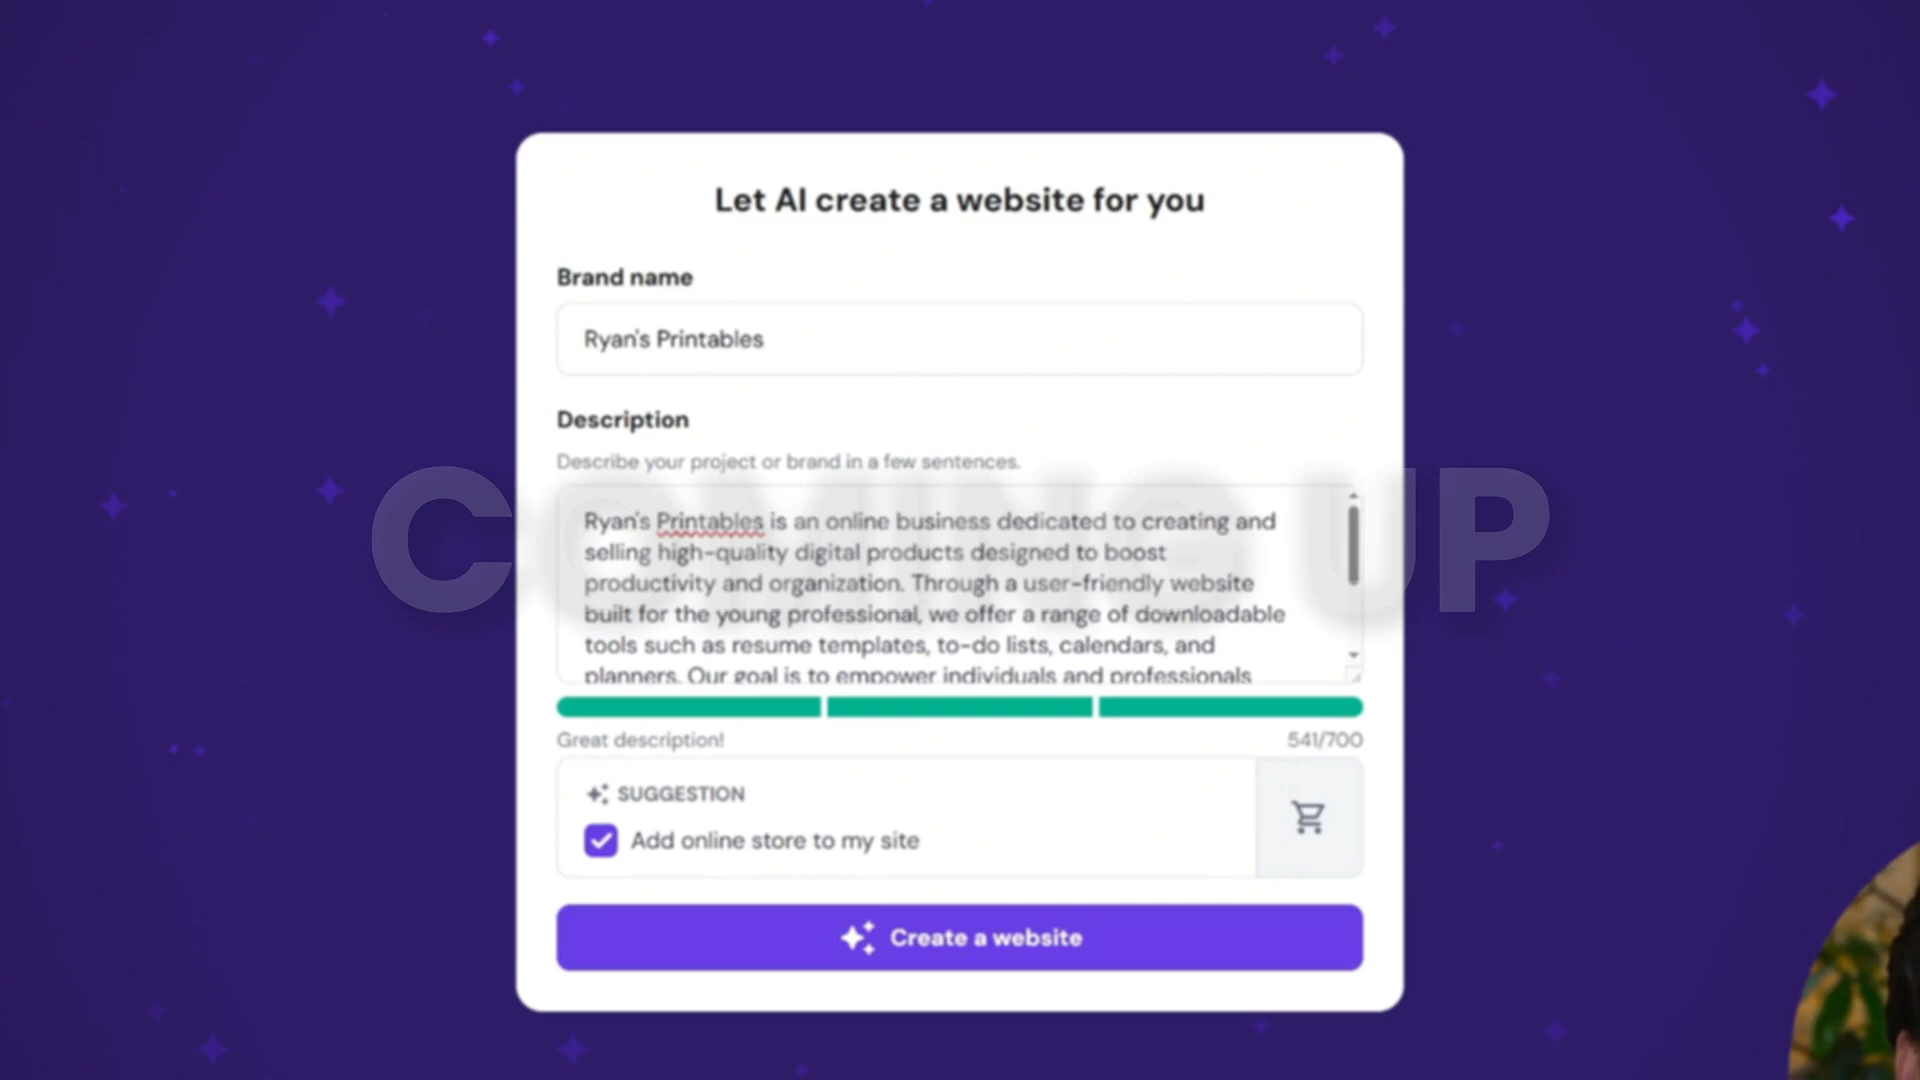 Let AI create a website for you
Brand name
Ryan's Printables
Description
Describe your project or brand in a few sentences.
COMING UP
Ryan's Printables is an online business dedicated to creating and
selling high-quality digital products designed to boost
productivity and organization. Through a user-friendly website
built for the young professional, we offer a range of downloadable
tools such as resume templates, to-do lists, calendars, and
planners. Our goal is to empower individuals and professionals
Great description!
541/700
SUGGESTION
Add online store to my site
Create a website